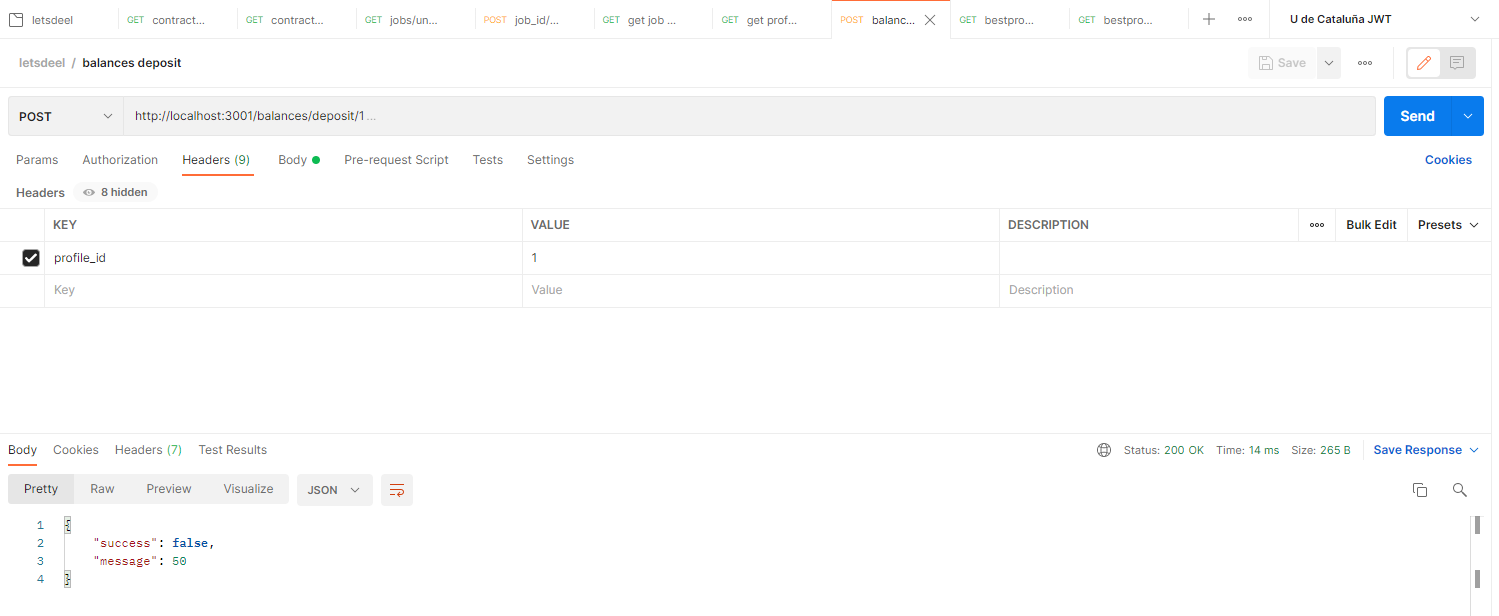 letsdeel GET contract... GET contract... GET jobs/un... POST job_id/... GET get job ... GET get prof... POST balanc... GET bestpro... GET bestpro... U de Cataluña JWT
letsdeel / balances deposit Save
POST http://localhost:3001/balances/deposit/1... Send
Params Authorization Headers (9) Body Pre-request Script Tests Settings Cookies
Headers 8 hidden
KEY VALUE DESCRIPTION Bulk Edit Presets
profile_id 1
Key Value Description
Body Cookies Headers (7) Test Results Status: 200 OK Time: 14 ms Size: 265 B Save Response
Pretty Raw Preview Visualize JSON
1 {
2 "success": false,
3 "message": 50
4 }